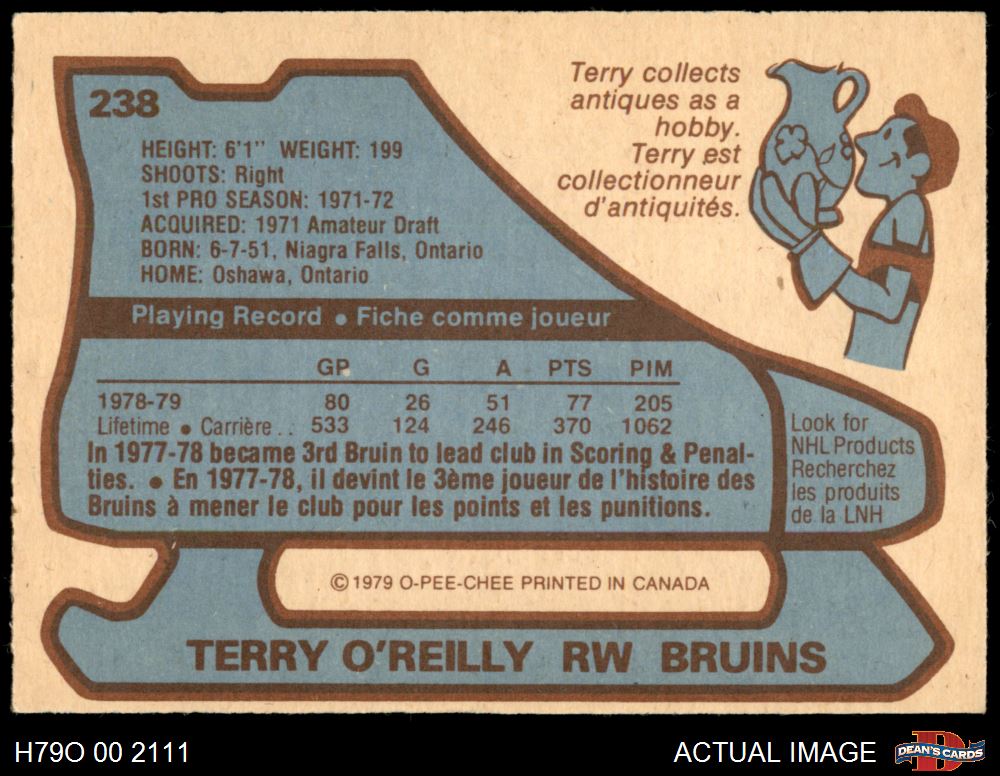 238
HEIGHT: 6'1" WEIGHT: 199
SHOOTS: Right
1st PRO SEASON: 1971-72
ACQUIRED: 1971 Amateur Draft
BORN: 6-7-51, Niagra Falls, Ontario
HOME: Oshawa, Ontario
Terry collects
antiques as a
hobby.
Terry est
collectionneur
d'antiquités.
Playing Record • Fiche comme joueur
GP G A PTS PIM
1978-79 80 26 51 77 205
Lifetime • Carrière . . 533 124 246 370 1062
In 1977-78 became 3rd Bruin to lead club in Scoring & Penal-
ties. • En 1977-78, il devint le 3ème joueur de l'histoire des
Bruins à mener le club pour les points et les punitions.
Look for
NHL Products
Recherchez
les produits
de la LNH
© 1979 O-PEE-CHEE PRINTED IN CANADA
TERRY O'REILLY RW BRUINS
H79O 00 2111
ACTUAL IMAGE
DEAN'S CARDS